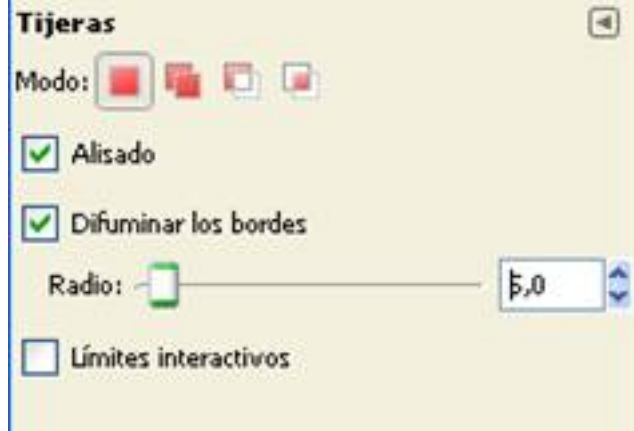 Tijeras
Modo:
Alisado
Difuminar los bordes
Radio: 5,0
Límites interactivos